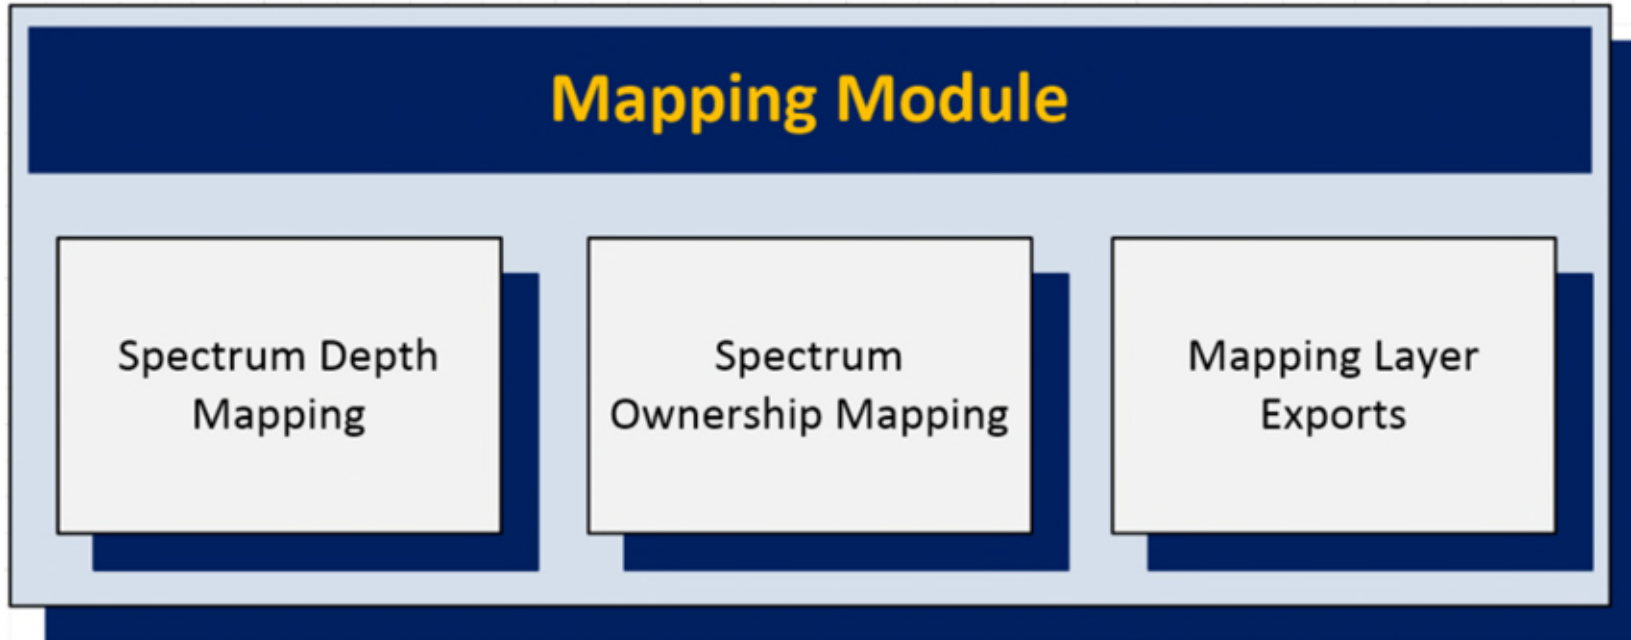 Mapping Module
Spectrum Depth
Mapping
Spectrum
Ownership Mapping
Mapping Layer
Exports